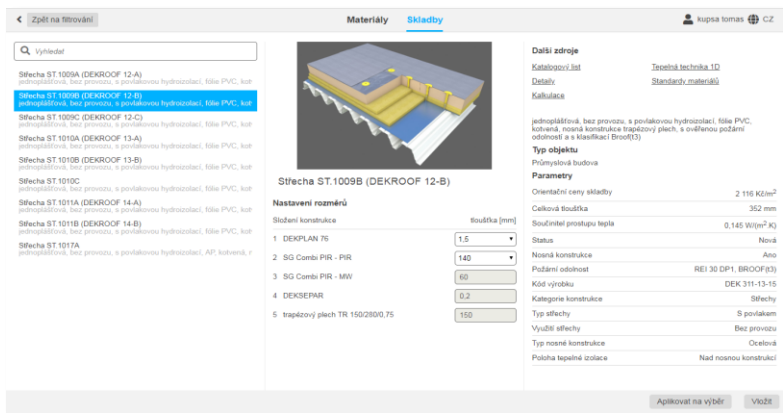 Zpět na filtrování
Materiály Skladby
kupsa tomas CZ
Vyhledat
Střecha ST.1009A (DEKROOF 12-A)
jednoplášťová, bez provozu, s povlakovou hydroizolací, fólie PVC, kotv
Střecha ST.1009B (DEKROOF 12-B)
jednoplášťová, bez provozu, s povlakovou hydroizolací, fólie PVC, kotv
Střecha ST.1009C (DEKROOF 12-C)
jednoplášťová, bez provozu, s povlakovou hydroizolací, fólie PVC, kotv
Střecha ST.1010A (DEKROOF 13-A)
jednoplášťová, bez provozu, s povlakovou hydroizolací, fólie PVC, kotv
Střecha ST.1010B (DEKROOF 13-B)
jednoplášťová, bez provozu, s povlakovou hydroizolací, fólie PVC, kotv
Střecha ST.1010C
jednoplášťová, bez provozu, s povlakovou hydroizolací, fólie PVC, kotv
Střecha ST.1011A (DEKROOF 14-A)
jednoplášťová, bez provozu, s povlakovou hydroizolací, fólie PVC, kotv
Střecha ST.1011B (DEKROOF 14-B)
jednoplášťová, bez provozu, s povlakovou hydroizolací, fólie PVC, kotv
Střecha ST.1017A
jednoplášťová, bez provozu, s povlakovou hydroizolací, AP, kotvená, r
Střecha ST.1009B (DEKROOF 12-B)
Nastavení rozměrů
Složení konstrukce tloušťka [mm]
1 DEKPLAN 76 1,5
2 SG Combi PIR - PIR 140
3 SG Combi PIR - MW 60
4 DEKSEPAR 0,2
5 trapézový plech TR 150/280/0,75 150
Další zdroje
Katalogový list Tepelná technika 1D
Detaily Standardy materiálů
Kalkulace
jednoplášťová, bez provozu, s povlakovou hydroizolací, fólie PVC,
kotvená, nosná konstrukce trapézový plech, s ověřenou požární
odolností a s klasifikací Broof(t3)
Typ objektu
Průmyslová budova
Parametry
Orientační ceny skladby 2 116 Kč/m²
Celková tloušťka 352 mm
Součinitel prostupu tepla 0,145 W/(m².K)
Status Nová
Nosná konstrukce Ano
Požární odolnost REI 30 DP1, BROOF(t3)
Kód výrobku DEK 311-13-15
Kategorie konstrukce Střechy
Typ střechy S povlakem
Využití střechy Bez provozu
Typ nosné konstrukce Ocelová
Poloha tepelné izolace Nad nosnou konstrukcí
Aplikovat na výběr Vložit